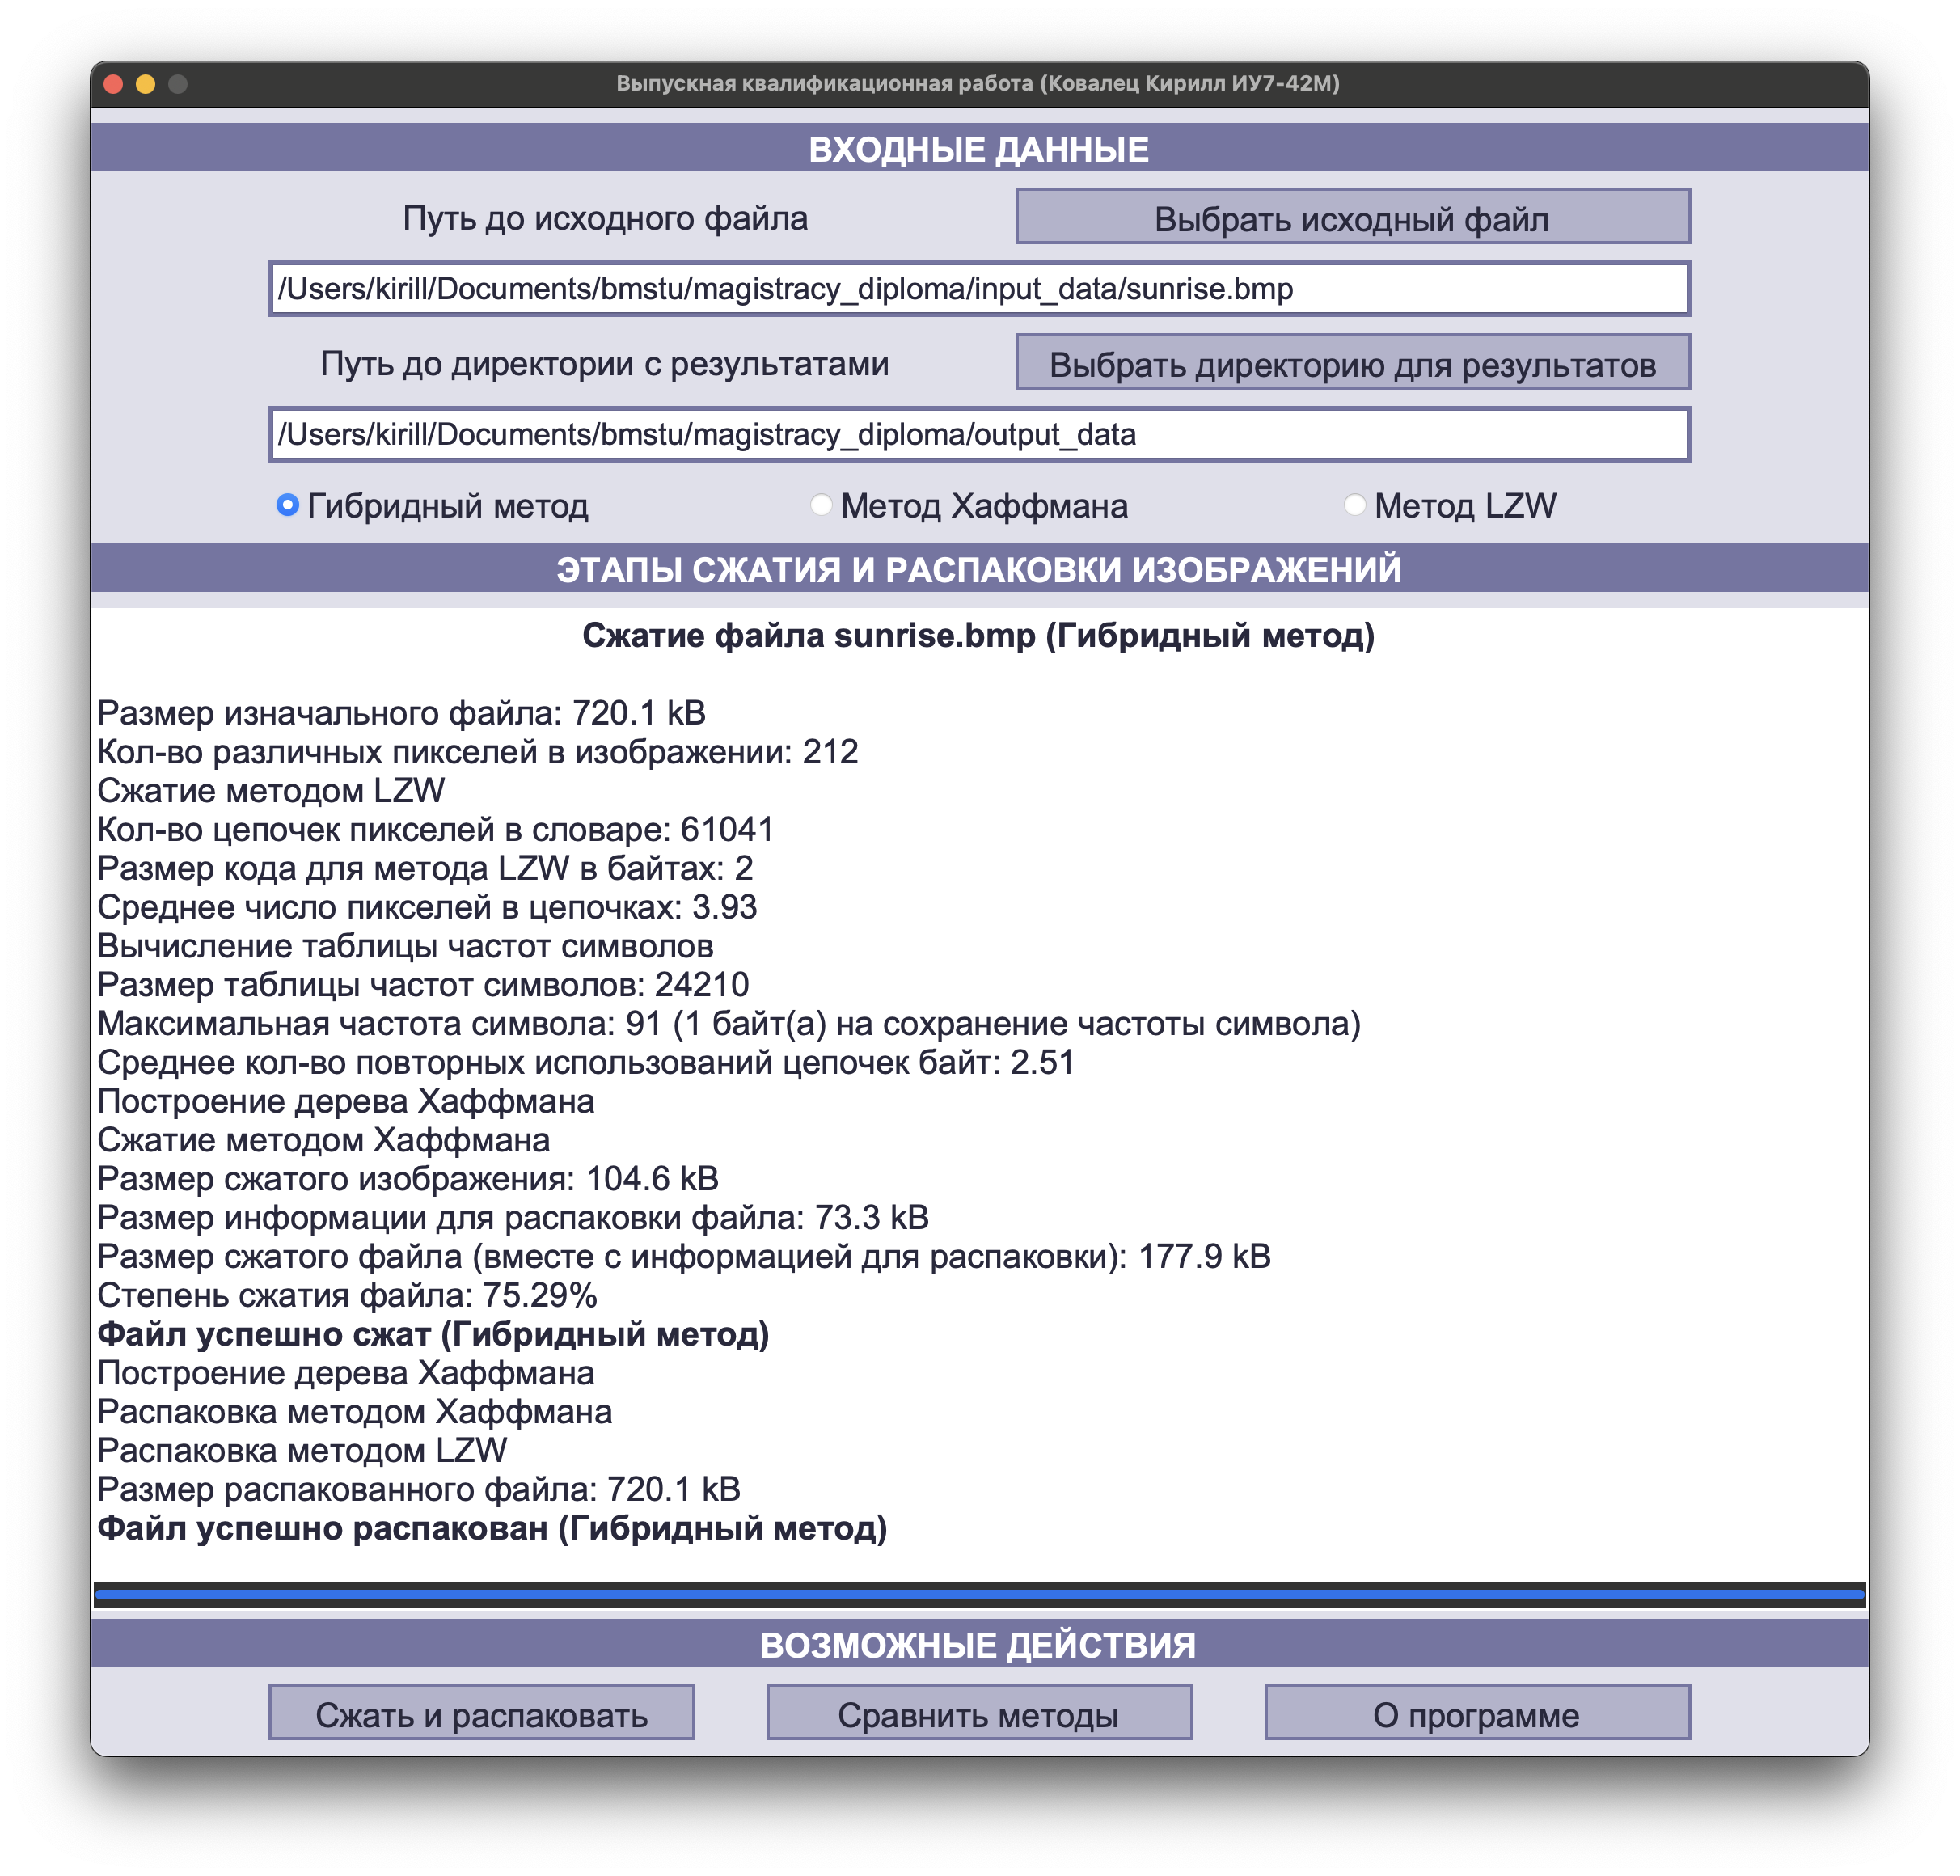 Выпускная квалификационная работа (Ковалец Кирилл ИУ7-42М)
ВХОДНЫЕ ДАННЫЕ
Путь до исходного файла
Выбрать исходный файл
/Users/kirill/Documents/bmstu/magistracy_diploma/input_data/sunrise.bmp
Путь до директории с результатами
Выбрать директорию для результатов
/Users/kirill/Documents/bmstu/magistracy_diploma/output_data
Гибридный метод
Метод Хаффмана
Метод LZW
ЭТАПЫ СЖАТИЯ И РАСПАКОВКИ ИЗОБРАЖЕНИЙ
Сжатие файла sunrise.bmp (Гибридный метод)
Размер изначального файла: 720.1 kB
Кол-во различных пикселей в изображении: 212
Сжатие методом LZW
Кол-во цепочек пикселей в словаре: 61041
Размер кода для метода LZW в байтах: 2
Среднее число пикселей в цепочках: 3.93
Вычисление таблицы частот символов
Размер таблицы частот символов: 24210
Максимальная частота символа: 91 (1 байт(а) на сохранение частоты символа)
Среднее кол-во повторных использований цепочек байт: 2.51
Построение дерева Хаффмана
Сжатие методом Хаффмана
Размер сжатого изображения: 104.6 kB
Размер информации для распаковки файла: 73.3 kB
Размер сжатого файла (вместе с информацией для распаковки): 177.9 kB
Степень сжатия файла: 75.29%
Файл успешно сжат (Гибридный метод)
Построение дерева Хаффмана
Распаковка методом Хаффмана
Распаковка методом LZW
Размер распакованного файла: 720.1 kB
Файл успешно распакован (Гибридный метод)
ВОЗМОЖНЫЕ ДЕЙСТВИЯ
Сжать и распаковать
Сравнить методы
О программе